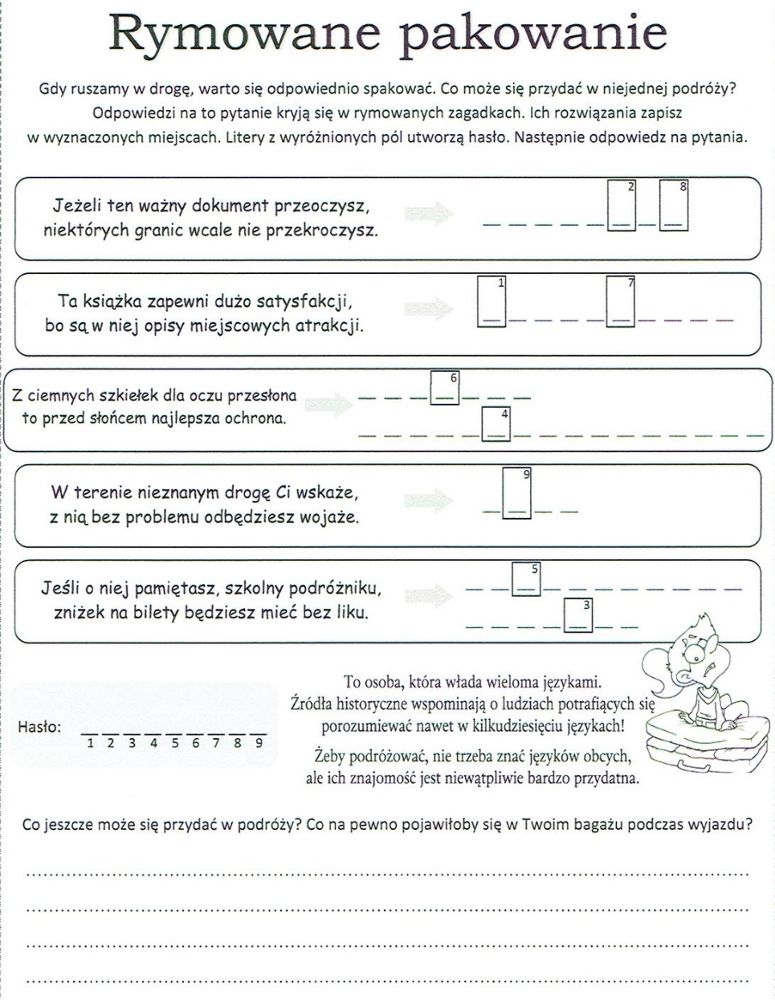 Rymowane pakowanie
Gdy ruszamy w drogę, warto się odpowiednio spakować. Co może się przydać w niejednej podróży?
Odpowiedzi na to pytanie kryją się w rymowanych zagadkach. Ich rozwiązania zapisz
w wyznaczonych miejscach. Litery z wyróżnionych pól utworzą hasło. Następnie odpowiedz na pytania.
2 8
Jeżeli ten ważny dokument przeoczysz,
niektórych granic wcale nie przekroczysz.
1 7
Ta książka zapewni dużo satysfakcji,
bo są w niej opisy miejscowych atrakcji.
6
Z ciemnych szkiełek dla oczu przesłona
4
to przed słońcem najlepsza ochrona.
9
W terenie nieznanym drogę Ci wskaże,
z nią bez problemu odbędziesz wojaże.
5
Jeśli o niej pamiętasz, szkolny podróżniku,
3
zniżek na bilety będziesz mieć bez liku.
To osoba, która włada wieloma językami.
Źródła historyczne wspominają o ludziach potrafiących się
porozumiewać nawet w kilkudziesięciu językach!
Hasło:
1 2 3 4 5 6 7 8 9
Żeby podróżować, nie trzeba znać języków obcych,
ale ich znajomość jest niewątpliwie bardzo przydatna.
Co jeszcze może się przydać w podróży? Co na pewno pojawiłoby się w Twoim bagażu podczas wyjazdu?